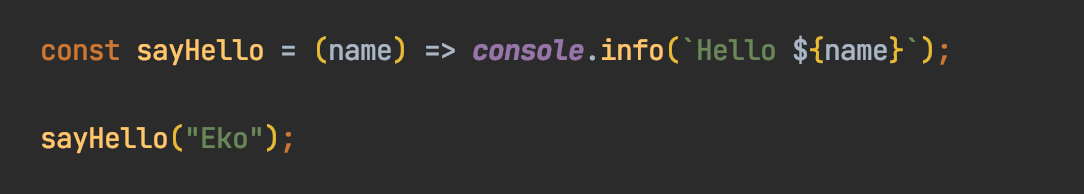 const sayHello = (name) => console.info(`Hello ${name}`);
sayHello("Eko");